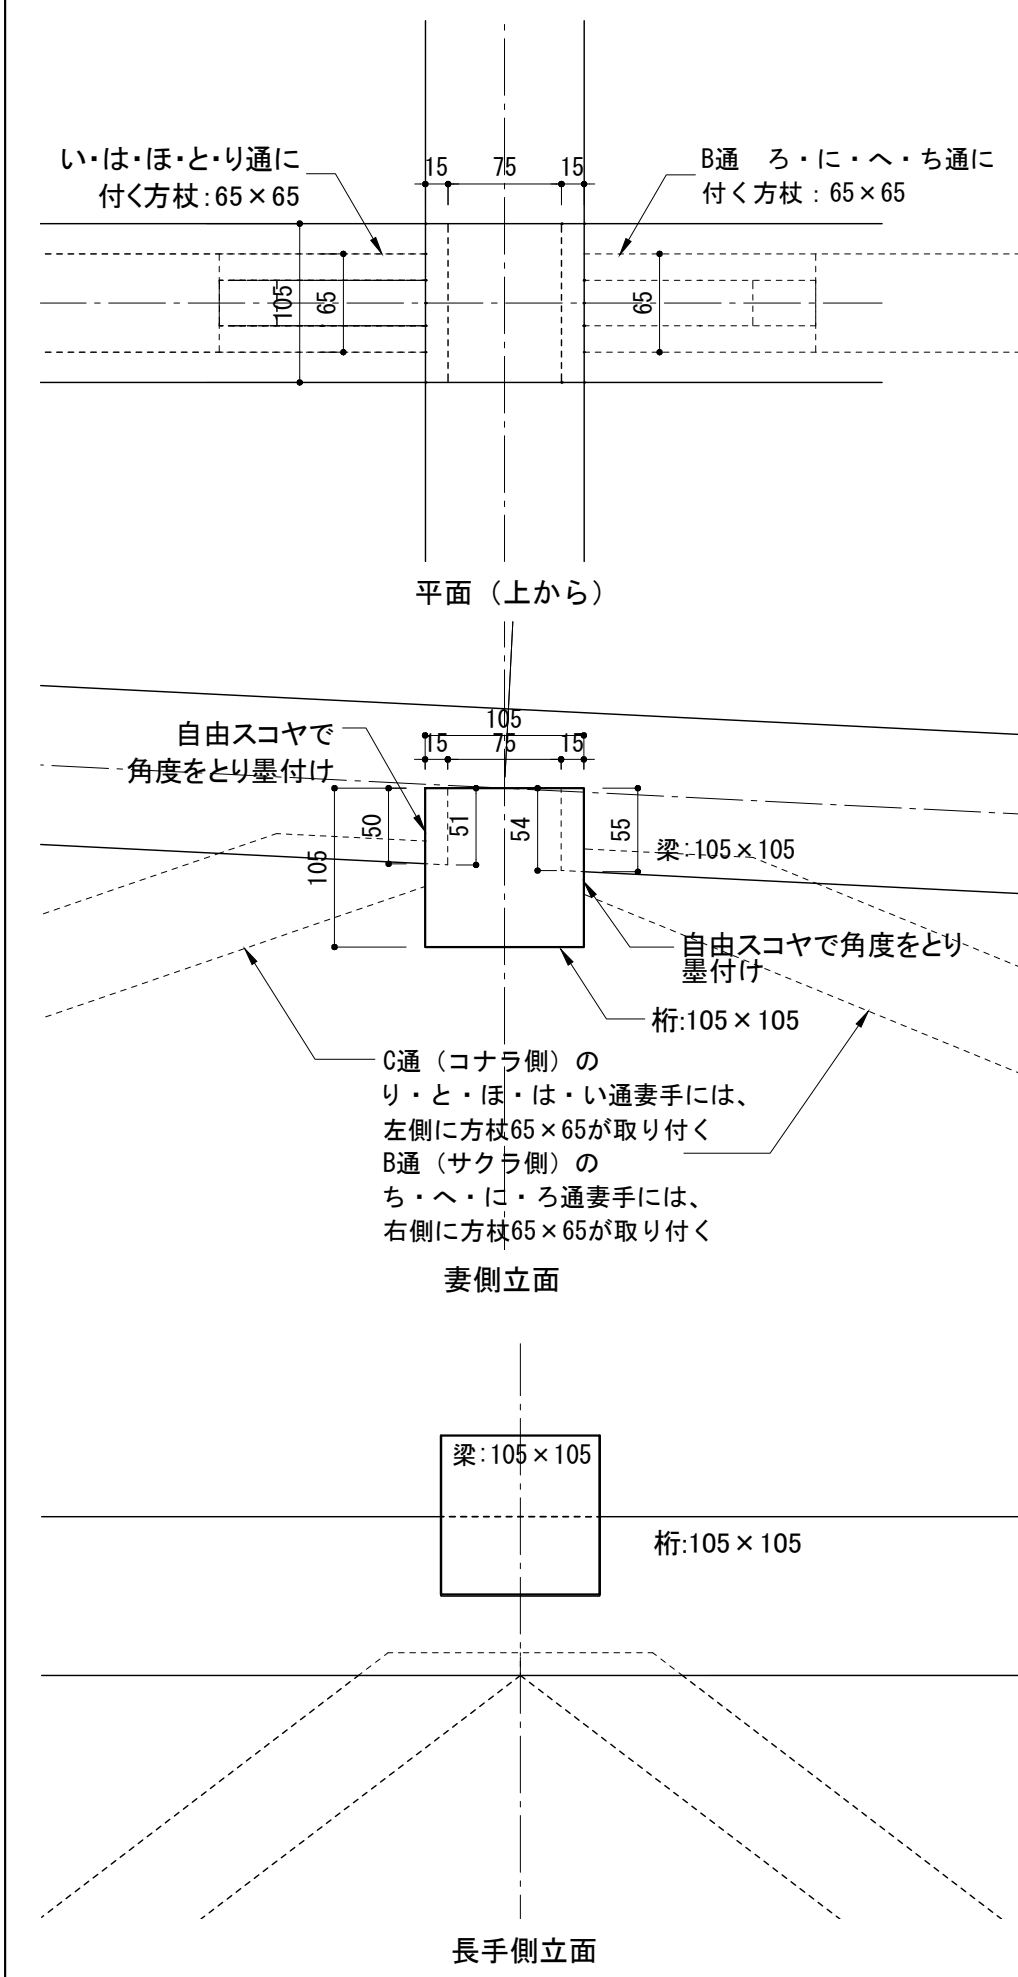 い・は・ほ・と・り通に
付く方杖:65×65
15
75
15
B通 ろ・に・へ・ち通に
付く方杖：65×65
105
65
65
平面（上から）
自由スコヤで
角度をとり墨付け
105
15
75
15
105
50
51
54
55
梁:105×105
自由スコヤで角度をとり
墨付け
桁:105×105
C通（コナラ側）の
り・と・ほ・は・い通妻手には、
左側に方杖65×65が取り付く
B通（サクラ側）の
ち・へ・に・ろ通妻手には、
右側に方杖65×65が取り付く
妻側立面
梁:105×105
桁:105×105
長手側立面